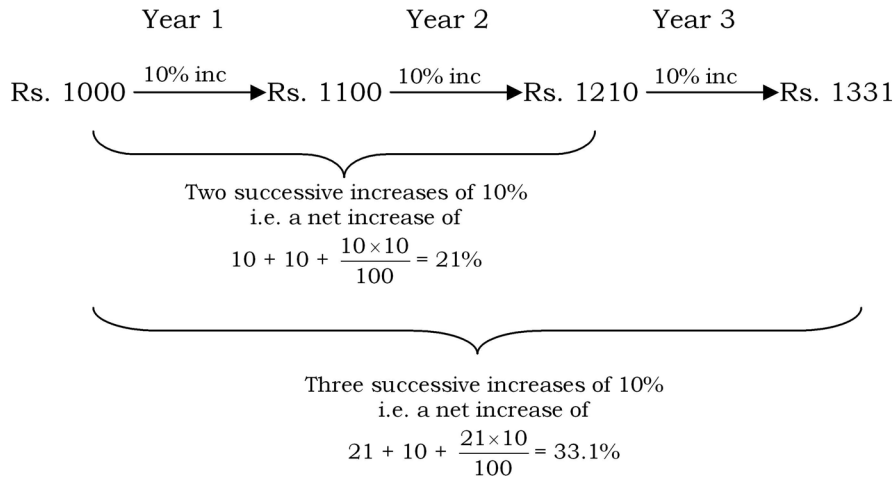 Year 1 Year 2 Year 3
10% inc 10% inc 10% inc
Rs. 1000 Rs. 1100 Rs. 1210 Rs. 1331
Two successive increases of 10%
i.e. a net increase of
10 + 10 + 10×10/100 = 21%
Three successive increases of 10%
i.e. a net increase of
21 + 10 + 21×10/100 = 33.1%